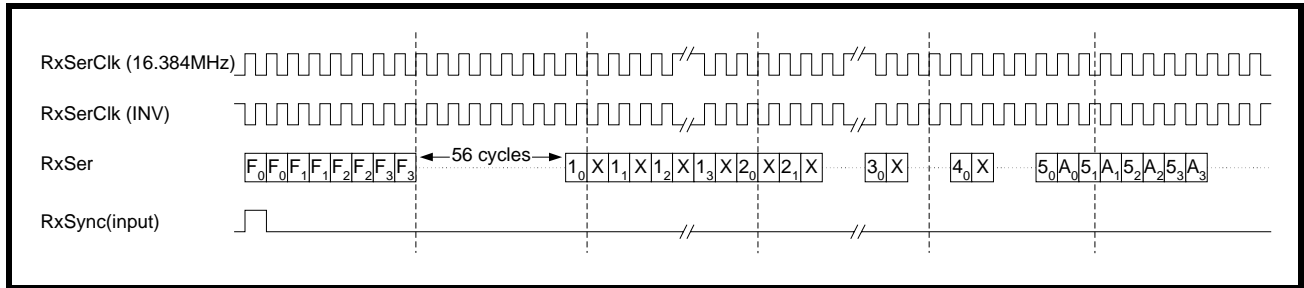 RxSerClk (16.384MHz)
RxSerClk (INV)
RxSer F₀ F₀ F₁ F₁ F₂ F₂ F₃ F₃ 56 cycles 1₀ X 1₁ X 1₂ X 1₃ X 2₀ X 2₁ X 3₀ X 4₀ X 5₀ A₀ 5₁ A₁ 5₂ A₂ 5₃ A₃
RxSync(input)